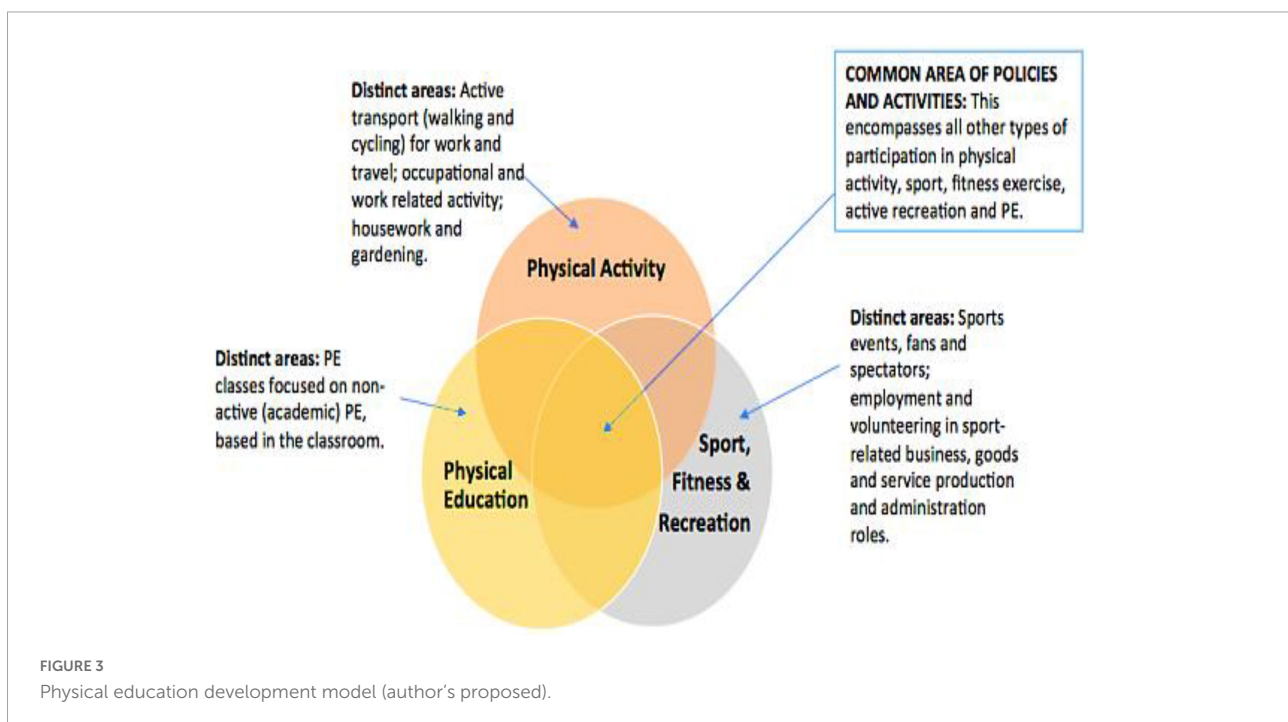 Distinct areas: Active
transport (walking and
cycling) for work and
travel; occupational and
work related activity;
housework and
gardening.
COMMON AREA OF POLICIES
AND ACTIVITIES: This
encompasses all other types of
participation in physical
activity, sport, fitness exercise,
active recreation and PE.
Physical Activity
Distinct areas: PE
classes focused on non-
active (academic) PE,
based in the classroom.
Physical
Education
Sport,
Fitness &
Recreation
Distinct areas: Sports
events, fans and
spectators;
employment and
volunteering in sport-
related business, goods
and service production
and administration
roles.
FIGURE 3
Physical education development model (author's proposed).